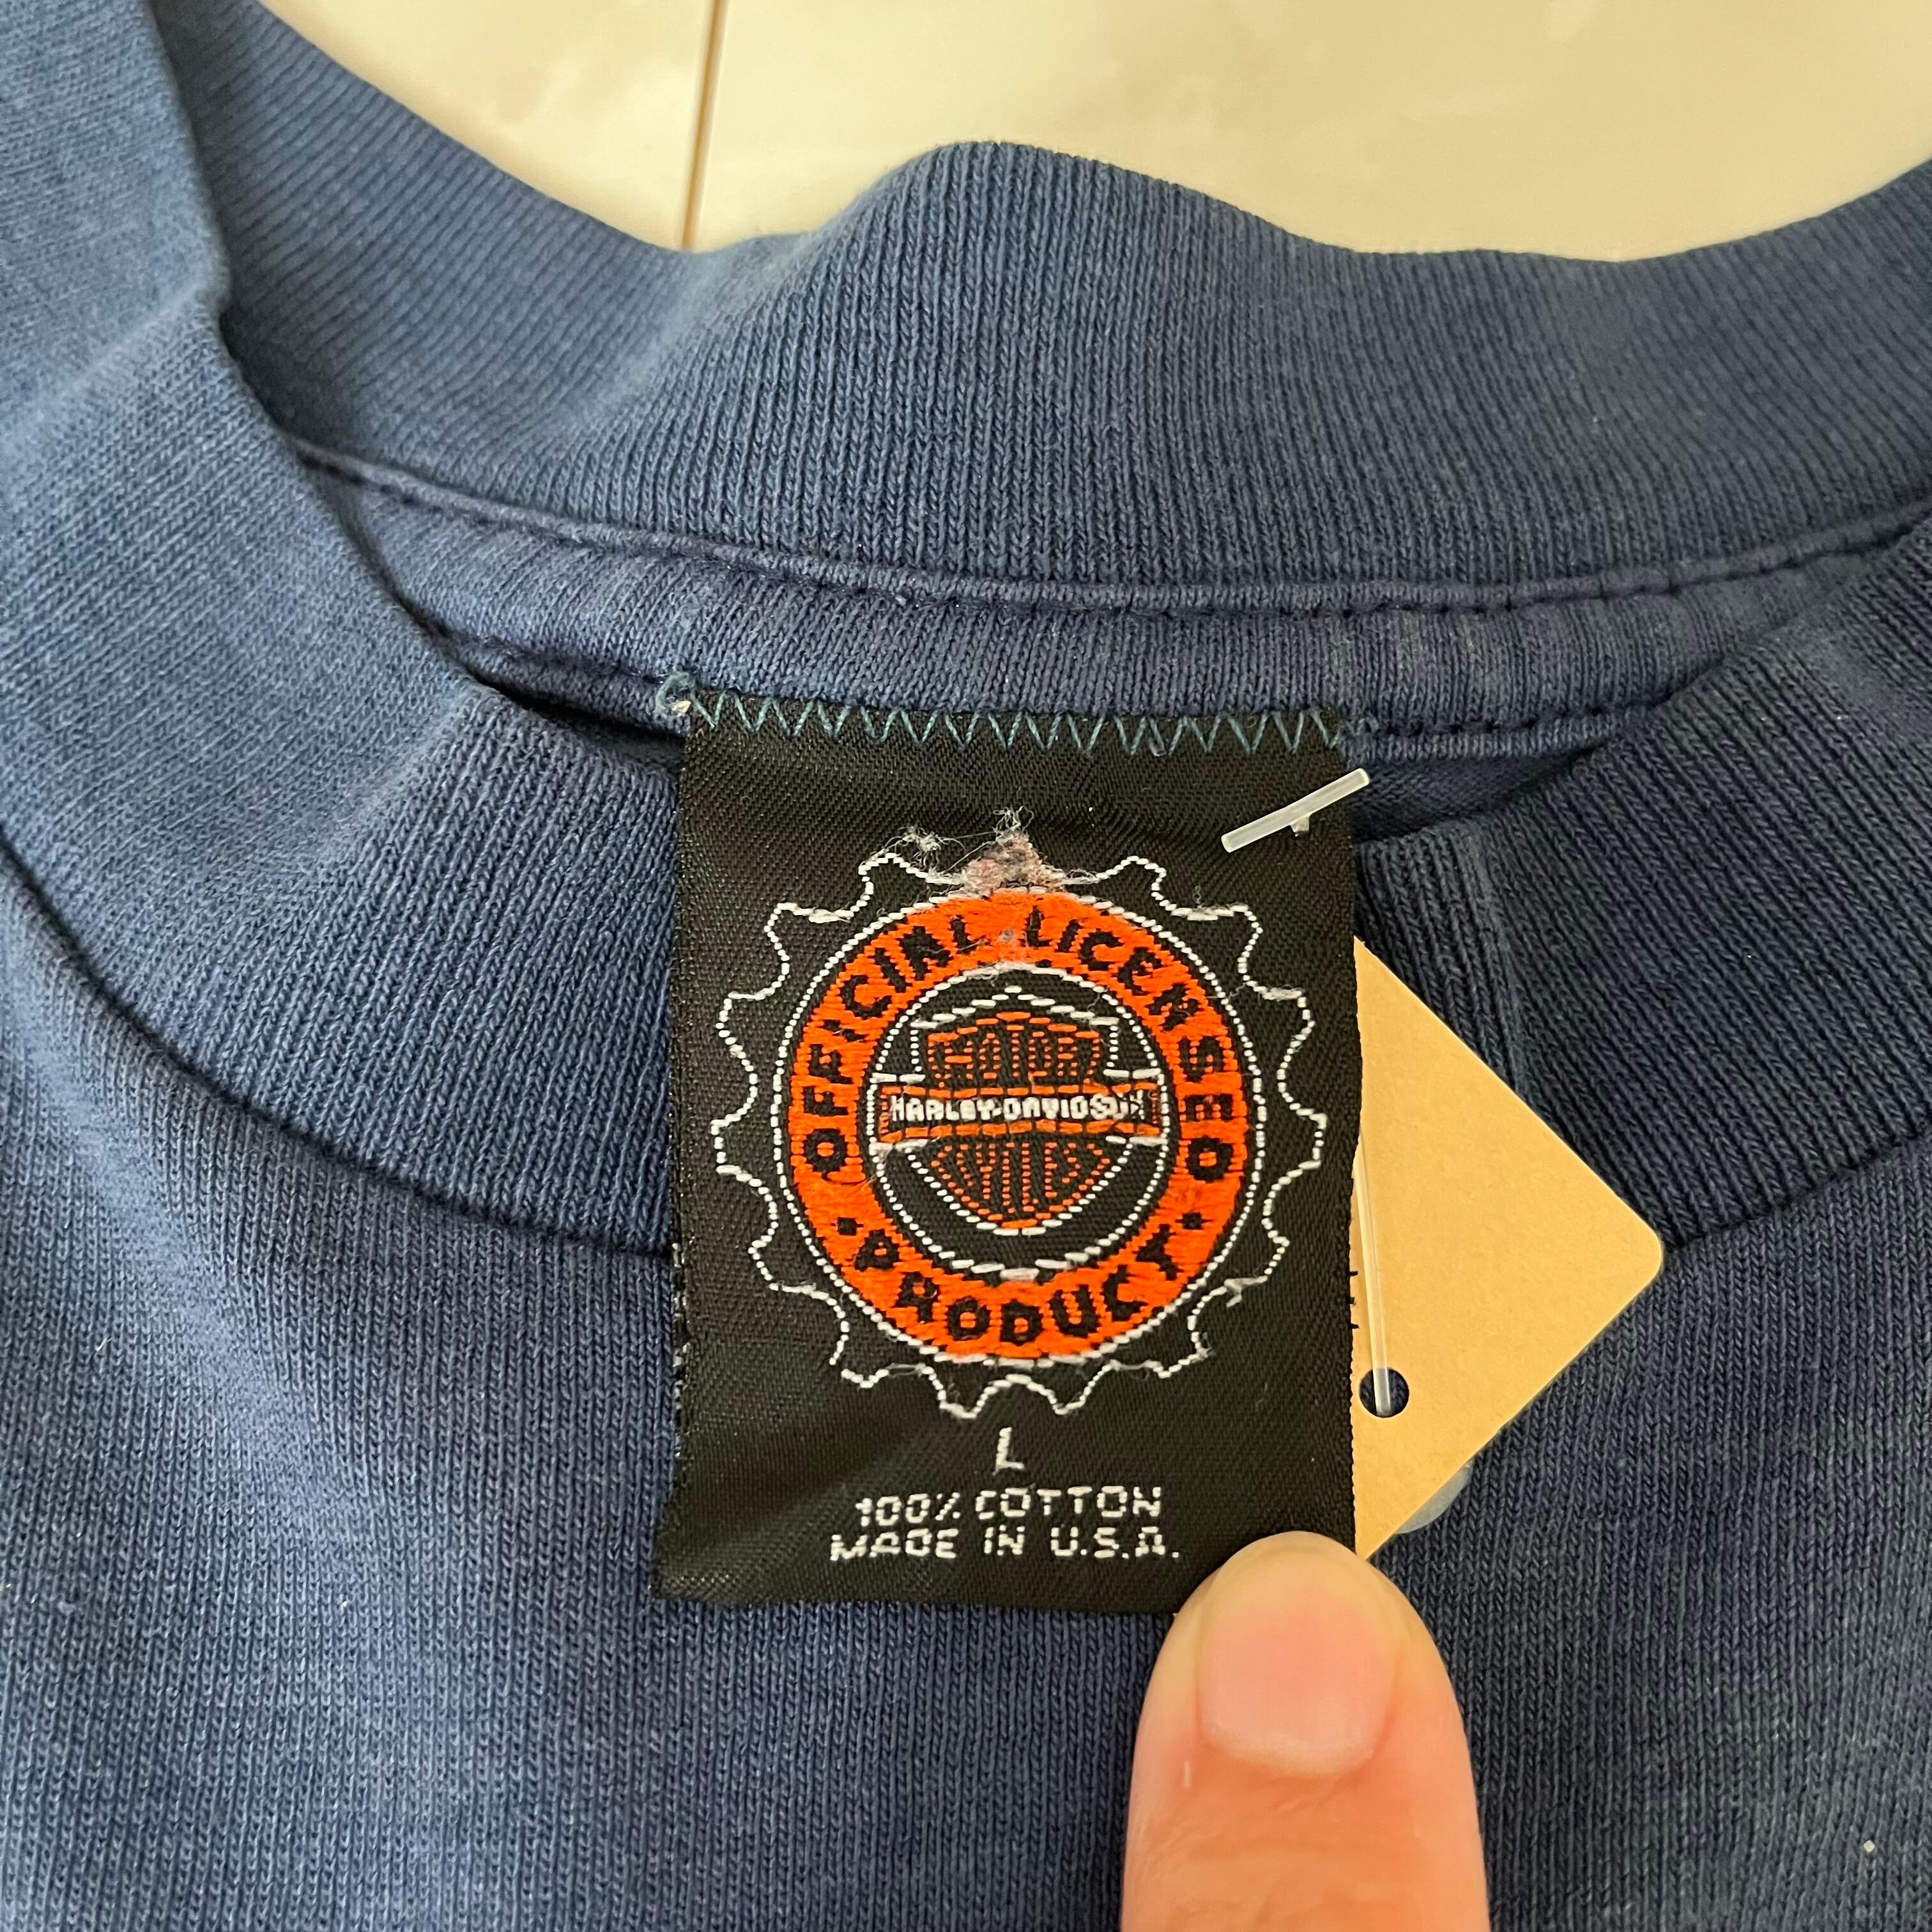 OFFICIAL LICENSED
MOTOR
HARLEY-DAVIDSON
CYCLES
PRODUCT
L
100% COTTON
MADE IN U.S.A.